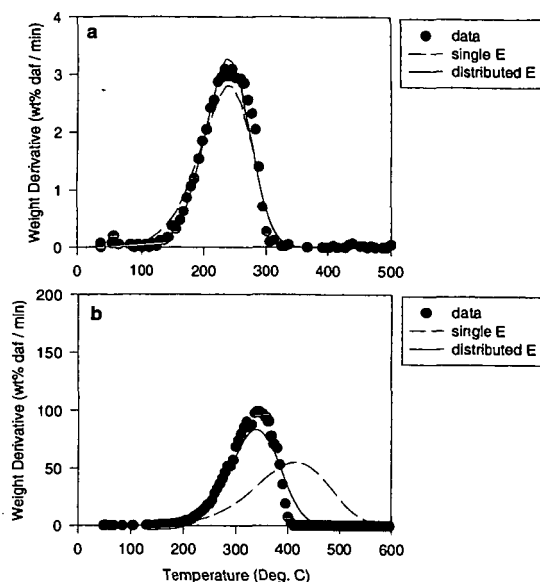 a
Weight Derivative (wt% daf / min)
4
3
2
1
0
0 100 200 300 400 500
data
single E
distributed E
b
Weight Derivative (wt% daf / min)
200
150
100
50
0
0 100 200 300 400 500 600
Temperature (Deg. C)
data
single E
distributed E